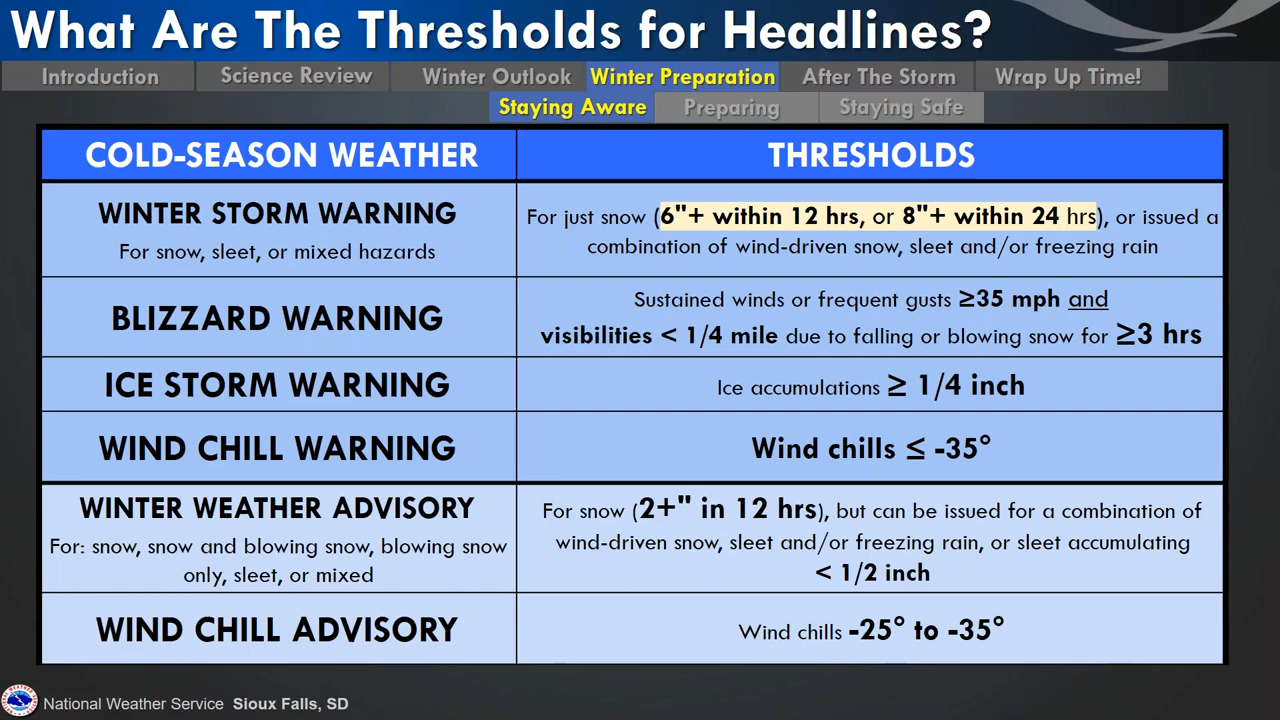 What Are The Thresholds for Headlines?
Introduction Science Review Winter Outlook Winter Preparation After The Storm Wrap Up Time!
Staying Aware Preparing Staying Safe
COLD-SEASON WEATHER THRESHOLDS
WINTER STORM WARNING
For snow, sleet, or mixed hazards
For just snow (6"+ within 12 hrs, or 8"+ within 24 hrs), or issued a
combination of wind-driven snow, sleet and/or freezing rain
BLIZZARD WARNING
Sustained winds or frequent gusts ≥35 mph and
visibilities < 1/4 mile due to falling or blowing snow for ≥3 hrs
ICE STORM WARNING
Ice accumulations ≥ 1/4 inch
WIND CHILL WARNING
Wind chills ≤ -35°
WINTER WEATHER ADVISORY
For: snow, snow and blowing snow, blowing snow
only, sleet, or mixed
For snow (2+" in 12 hrs), but can be issued for a combination of
wind-driven snow, sleet and/or freezing rain, or sleet accumulating
< 1/2 inch
WIND CHILL ADVISORY
Wind chills -25° to -35°
National Weather Service Sioux Falls, SD